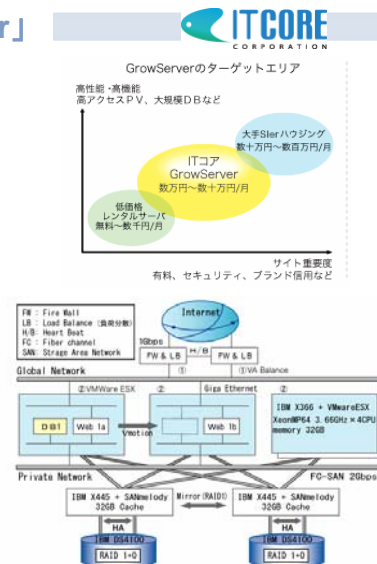 r」
ITCORE
CORPORATION
GrowServerのターゲットエリア
高性能・高機能
高アクセスPV、大規模DBなど
大手SIerハウジング
数十万円〜数百万円/月
ITコア
GrowServer
数万円〜数十万円/月
低価格
レンタルサーバ
無料〜数千円/月
サイト重要度
有料、セキュリティ、ブランド信用など
FW : Fire Wall
LB : Load Balance (負荷分散)
H/B: Heart Beat
FC : Fiber channel
SAN: Strage Area Network
Internet
1Gbps
FW & LB
H/B
FW & LB
Global Network
①
①VA Balance
②VMWare ESX
②
Giga Ethernet
②
DB1
Web 1a
Vmotion
Web 1b
IBM X366 + VMwareESX
XeonMP64 3.66GHz×4CPU
memory 32GB
Private Network
FC-SAN 2Gbps
IBM X445 + SANmelody
32GB Cache
Mirror(RAID1)
IBM X445 + SANmelody
32GB Cache
HA
HA
IBM DS4100
IBM DS4100
RAID 1+0
RAID 1+0